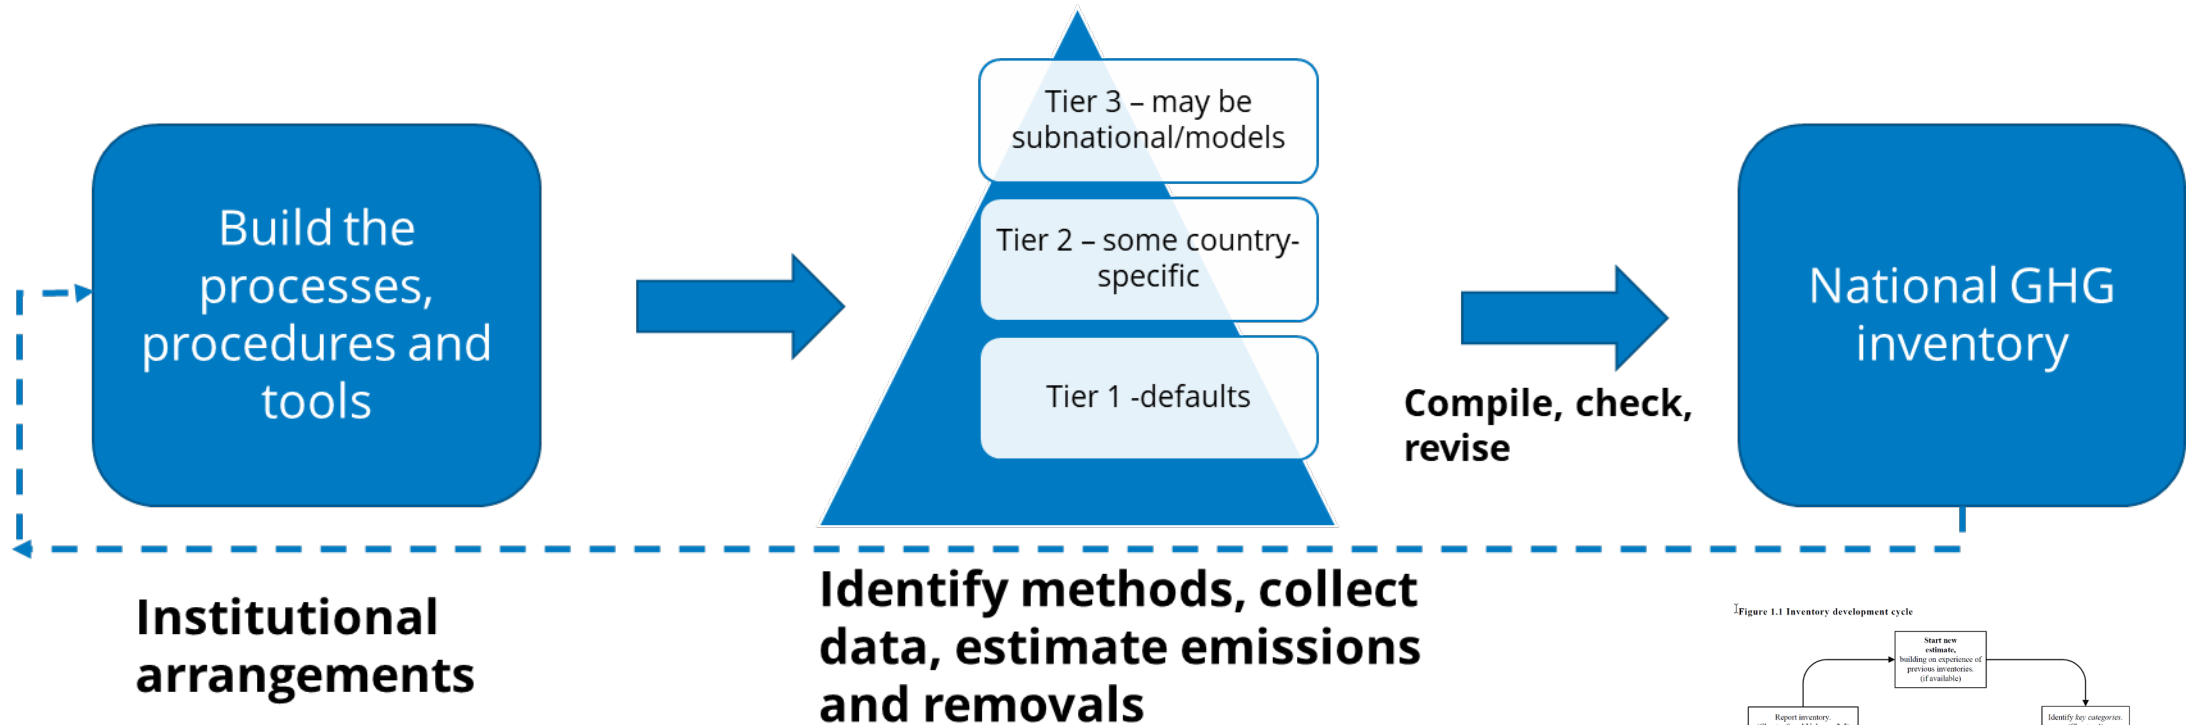 Build the
processes,
procedures and
tools
Tier 3 – may be
subnational/models
Tier 2 – some country-
specific
Tier 1 -defaults
Compile, check,
revise
National GHG
inventory
Institutional
arrangements
Identify methods, collect
data, estimate emissions
and removals
Figure 1.1 Inventory development cycle
Start new
estimate,
building on experience of
previous inventories.
(if available)
Report inventory.
Identify key categories.